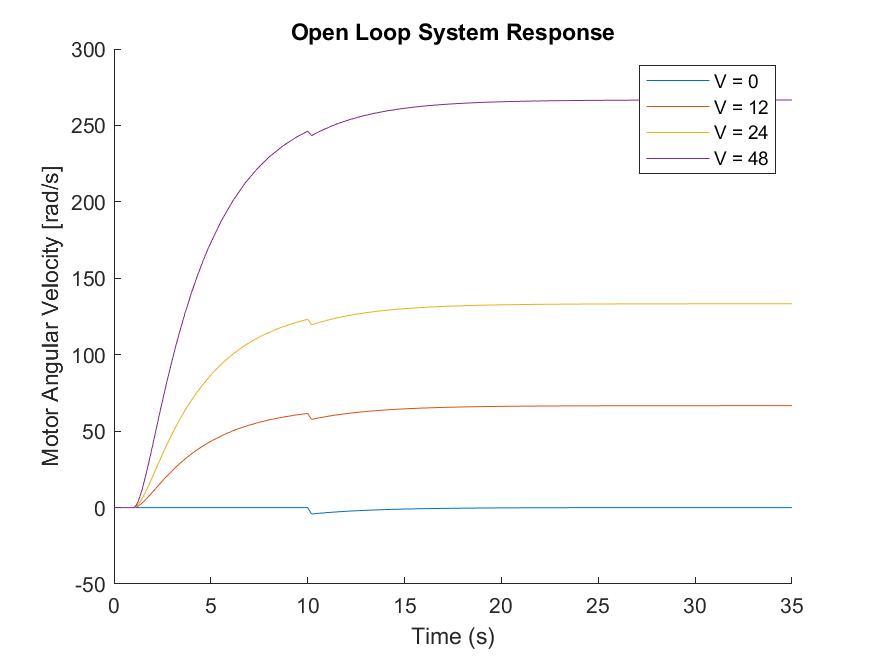 Open Loop System Response
300
250
200
150
100
50
0
-50
Motor Angular Velocity [rad/s]
V = 0
V = 12
V = 24
V = 48
0 5 10 15 20 25 30 35
Time (s)